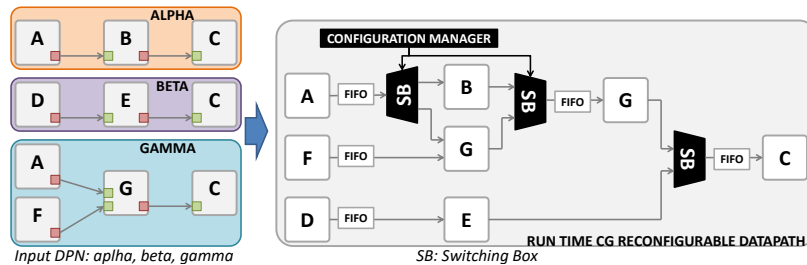 ALPHA
A
B
C
BETA
D
E
C
GAMMA
A
F
G
C
Input DPN: aplha, beta, gamma
CONFIGURATION MANAGER
A
FIFO
SB
B
SB
FIFO
G
F
FIFO
G
SB
FIFO
C
D
FIFO
E
RUN TIME CG RECONFIGURABLE DATAPATH
SB: Switching Box